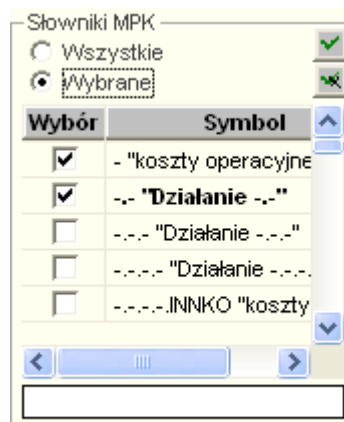 Słowniki MPK
Wszystkie
Wybrane
Wybór Symbol
- "koszty operacyjne
-.- "Działanie -.-"
-.-.- "Działanie -.-.-"
-.-.-.- "Działanie -.-.-.
-.-.-.-.INNKO "koszty